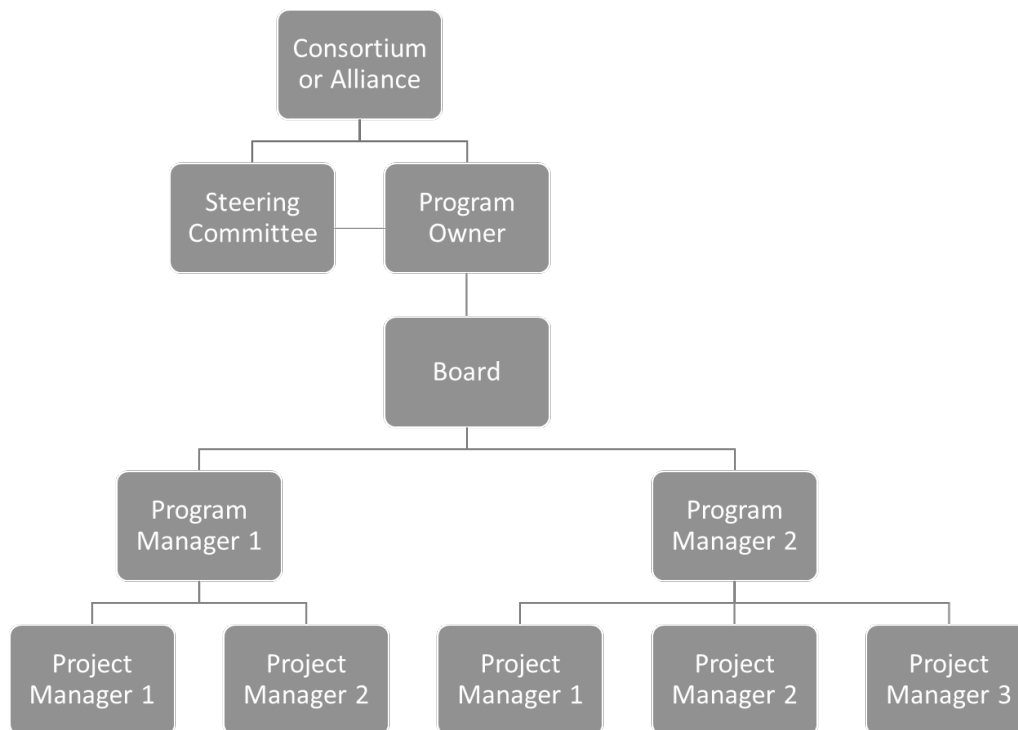 Consortium
or Alliance
Steering
Committee
Program
Owner
Board
Program
Manager 1
Program
Manager 2
Project
Manager 1
Project
Manager 2
Project
Manager 1
Project
Manager 2
Project
Manager 3